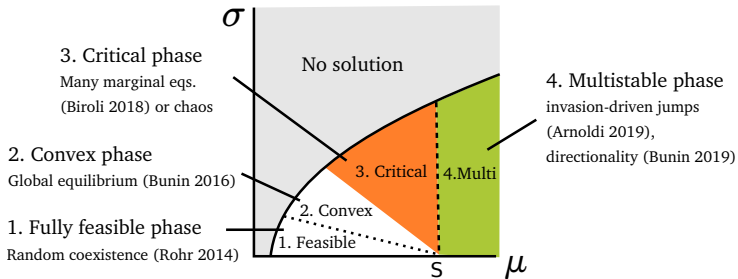 σ
3. Critical phase
Many marginal eqs.
(Biroli 2018) or chaos
No solution
4. Multistable phase
invasion-driven jumps
(Arnoldi 2019),
directionality (Bunin 2019)
2. Convex phase
Global equilibrium (Bunin 2016)
3. Critical
4.Multi
2. Convex
1. Fully feasible phase
Random coexistence (Rohr 2014)
1. Feasible
S
μ